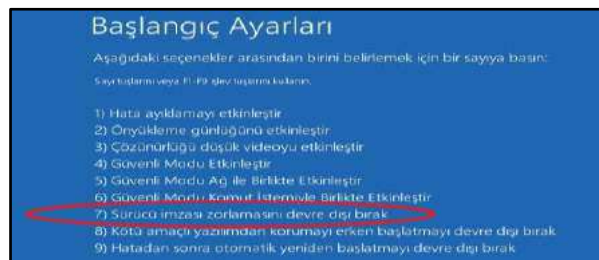 Başlangıç Ayarları
Aşağıdaki seçenekler arasından birini belirlemek için bir sayıya basın:
Sayı tuşlarını veya F1-F9 işlev tuşlarını kullanın.
1) Hata ayıklamayı etkinleştir
2) Önyükleme günlüğünü etkinleştir
3) Çözünürlüğü düşük videoyu etkinleştir
4) Güvenli Modu Etkinleştir
5) Güvenli Modu Ağ ile Birlikte Etkinleştir
6) Güvenli Modu Komut İstemiyle Birlikte Etkinleştir
7) Sürücü imzası zorlamasını devre dışı bırak
8) Kötü amaçlı yazılımdan korumayı erken başlatmayı devre dışı bırak
9) Hatadan sonra otomatik yeniden başlatmayı devre dışı bırak